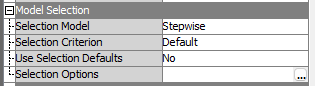 Model Selection
Selection Model Stepwise
Selection Criterion Default
Use Selection Defaults No
Selection Options ...